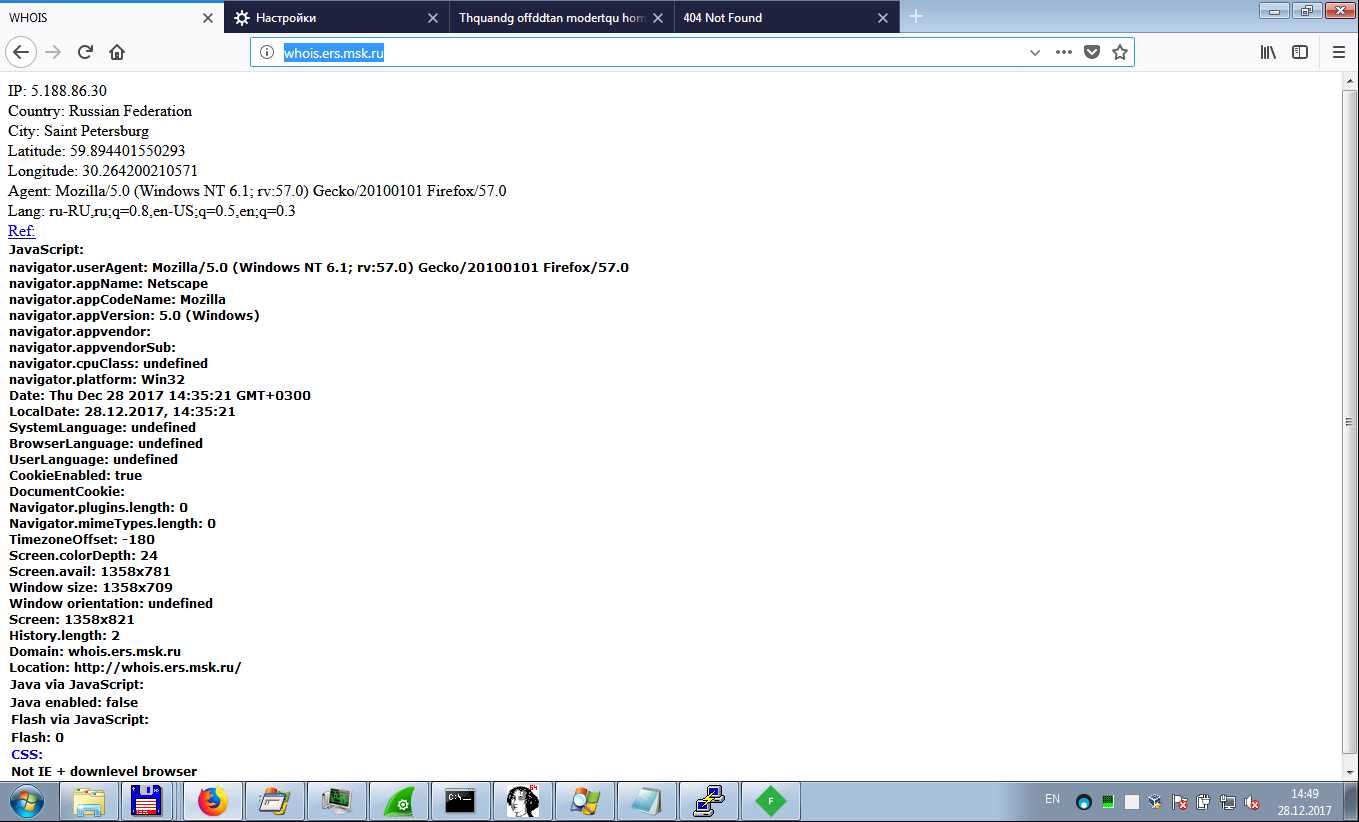 WHOIS
Настройки
Thquandg offddtan modertqu hom
404 Not Found
whois.ers.msk.ru
IP: 5.188.86.30
Country: Russian Federation
City: Saint Petersburg
Latitude: 59.894401550293
Longitude: 30.264200210571
Agent: Mozilla/5.0 (Windows NT 6.1; rv:57.0) Gecko/20100101 Firefox/57.0
Lang: ru-RU,ru;q=0.8,en-US;q=0.5,en;q=0.3
Ref:
JavaScript:
navigator.userAgent: Mozilla/5.0 (Windows NT 6.1; rv:57.0) Gecko/20100101 Firefox/57.0
navigator.appName: Netscape
navigator.appCodeName: Mozilla
navigator.appVersion: 5.0 (Windows)
navigator.appvendor:
navigator.appvendorSub:
navigator.cpuClass: undefined
navigator.platform: Win32
Date: Thu Dec 28 2017 14:35:21 GMT+0300
LocalDate: 28.12.2017, 14:35:21
SystemLanguage: undefined
BrowserLanguage: undefined
UserLanguage: undefined
CookieEnabled: true
DocumentCookie:
Navigator.plugins.length: 0
Navigator.mimeTypes.length: 0
TimezoneOffset: -180
Screen.colorDepth: 24
Screen.avail: 1358x781
Window size: 1358x709
Window orientation: undefined
Screen: 1358x821
History.length: 2
Domain: whois.ers.msk.ru
Location: http://whois.ers.msk.ru/
Java via JavaScript:
Java enabled: false
Flash via JavaScript:
Flash: 0
CSS:
Not IE + downlevel browser
C:\
64
F
EN
14:49
28.12.2017